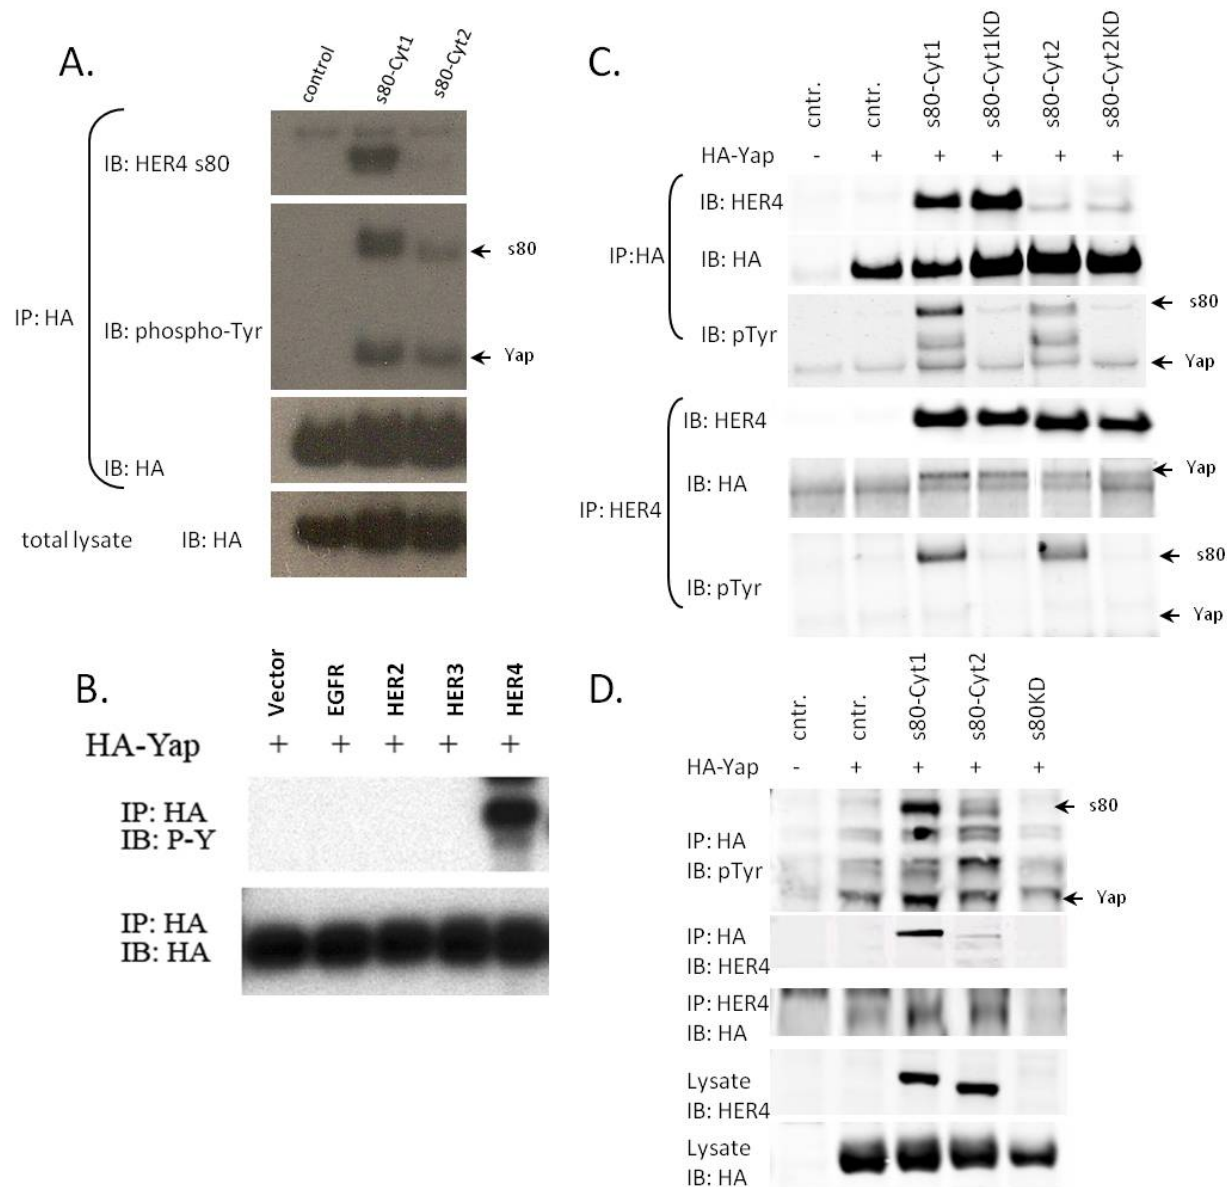 A.
control
s80-Cyt1
s80-Cyt2
IP: HA
IB: HER4 s80
IB: phospho-Tyr
s80
Yap
IB: HA
total lysate IB: HA
B.
Vector
EGFR
HER2
HER3
HER4
HA-Yap + + + + +
IP: HA
IB: P-Y
IP: HA
IB: HA
C.
cntr.
cntr.
s80-Cyt1
s80-Cyt1KD
s80-Cyt2
s80-Cyt2KD
HA-Yap - + + + + +
IP:HA
IB: HER4
IB: HA
IB: pTyr
s80
Yap
IP: HER4
IB: HER4
IB: HA
Yap
IB: pTyr
s80
Yap
D.
cntr.
cntr.
s80-Cyt1
s80-Cyt2
s80KD
HA-Yap - + + + +
IP: HA
IB: pTyr
s80
Yap
IP: HA
IB: HER4
IP: HER4
IB: HA
Lysate
IB: HER4
Lysate
IB: HA